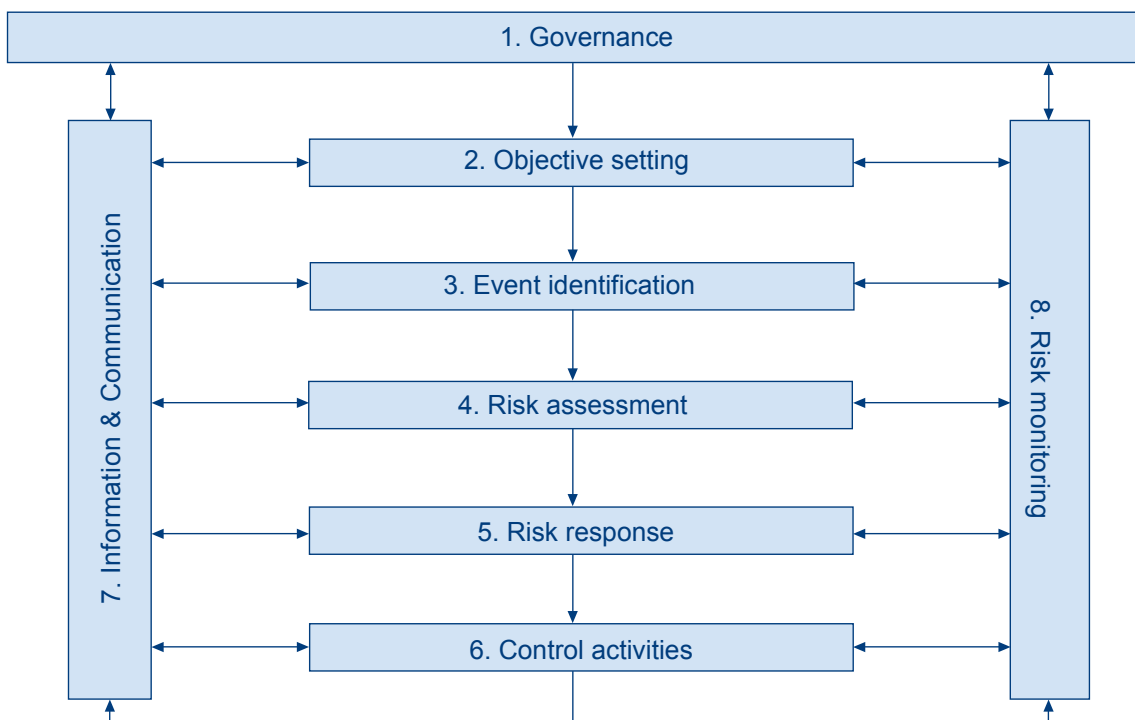 1. Governance
2. Objective setting
3. Event identification
4. Risk assessment
5. Risk response
6. Control activities
7. Information & Communication
8. Risk monitoring